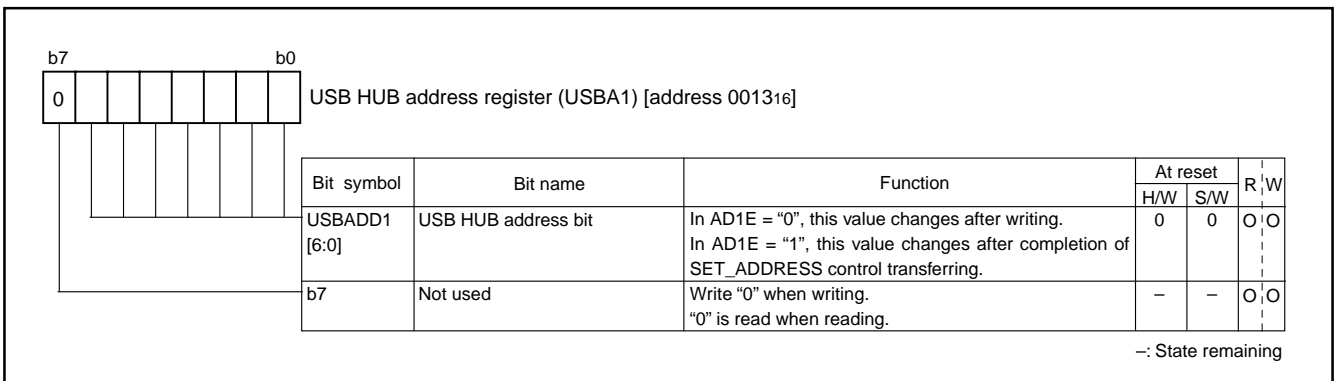 b7 b0
0 USB HUB address register (USBA1) [address 0013₁₆]
Bit symbol Bit name Function At reset R W
H/W S/W
USBADD1 USB HUB address bit In AD1E = “0”, this value changes after writing. 0 0 O O
[6:0] In AD1E = “1”, this value changes after completion of
SET_ADDRESS control transferring.
b7 Not used Write “0” when writing. – – O O
“0” is read when reading.
–: State remaining